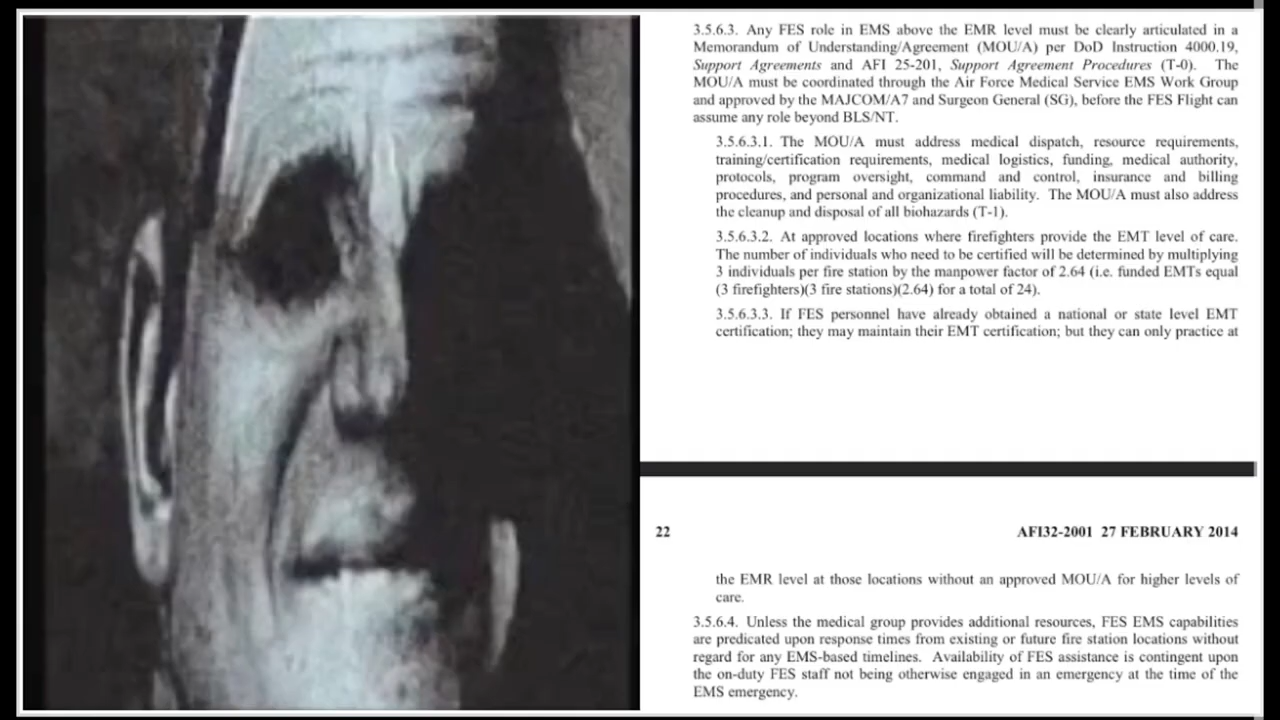 3.5.6.3. Any FES role in EMS above the EMR level must be clearly articulated in a
Memorandum of Understanding/Agreement (MOU/A) per DoD Instruction 4000.19,
Support Agreements and AFI 25-201, Support Agreement Procedures (T-0). The
MOU/A must be coordinated through the Air Force Medical Service EMS Work Group
and approved by the MAJCOM/A7 and Surgeon General (SG), before the FES Flight can
assume any role beyond BLS/NT.
3.5.6.3.1. The MOU/A must address medical dispatch, resource requirements,
training/certification requirements, medical logistics, funding, medical authority,
protocols, program oversight, command and control, insurance and billing
procedures, and personal and organizational liability. The MOU/A must also address
the cleanup and disposal of all biohazards (T-1).
3.5.6.3.2. At approved locations where firefighters provide the EMT level of care.
The number of individuals who need to be certified will be determined by multiplying
3 individuals per fire station by the manpower factor of 2.64 (i.e. funded EMTs equal
(3 firefighters)(3 fire stations)(2.64) for a total of 24).
3.5.6.3.3. If FES personnel have already obtained a national or state level EMT
certification; they may maintain their EMT certification; but they can only practice at
22 AFI32-2001 27 FEBRUARY 2014
the EMR level at those locations without an approved MOU/A for higher levels of
care.
3.5.6.4. Unless the medical group provides additional resources, FES EMS capabilities
are predicated upon response times from existing or future fire station locations without
regard for any EMS-based timelines. Availability of FES assistance is contingent upon
the on-duty FES staff not being otherwise engaged in an emergency at the time of the
EMS emergency.